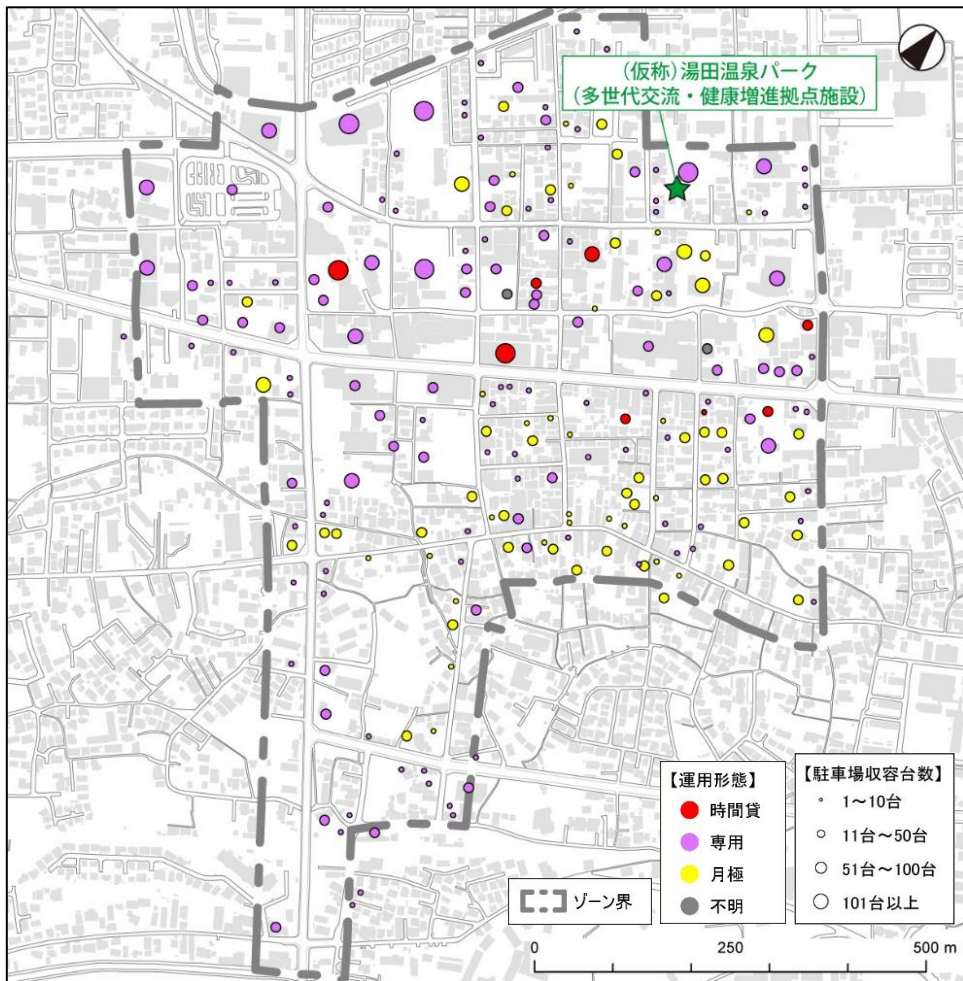 (仮称)湯田温泉パーク
(多世代交流・健康増進拠点施設)
【運用形態】
時間貸
専用
月極
不明
【駐車場収容台数】
1～10台
11台～50台
51台～100台
101台以上
ゾーン界
0 250 500 m